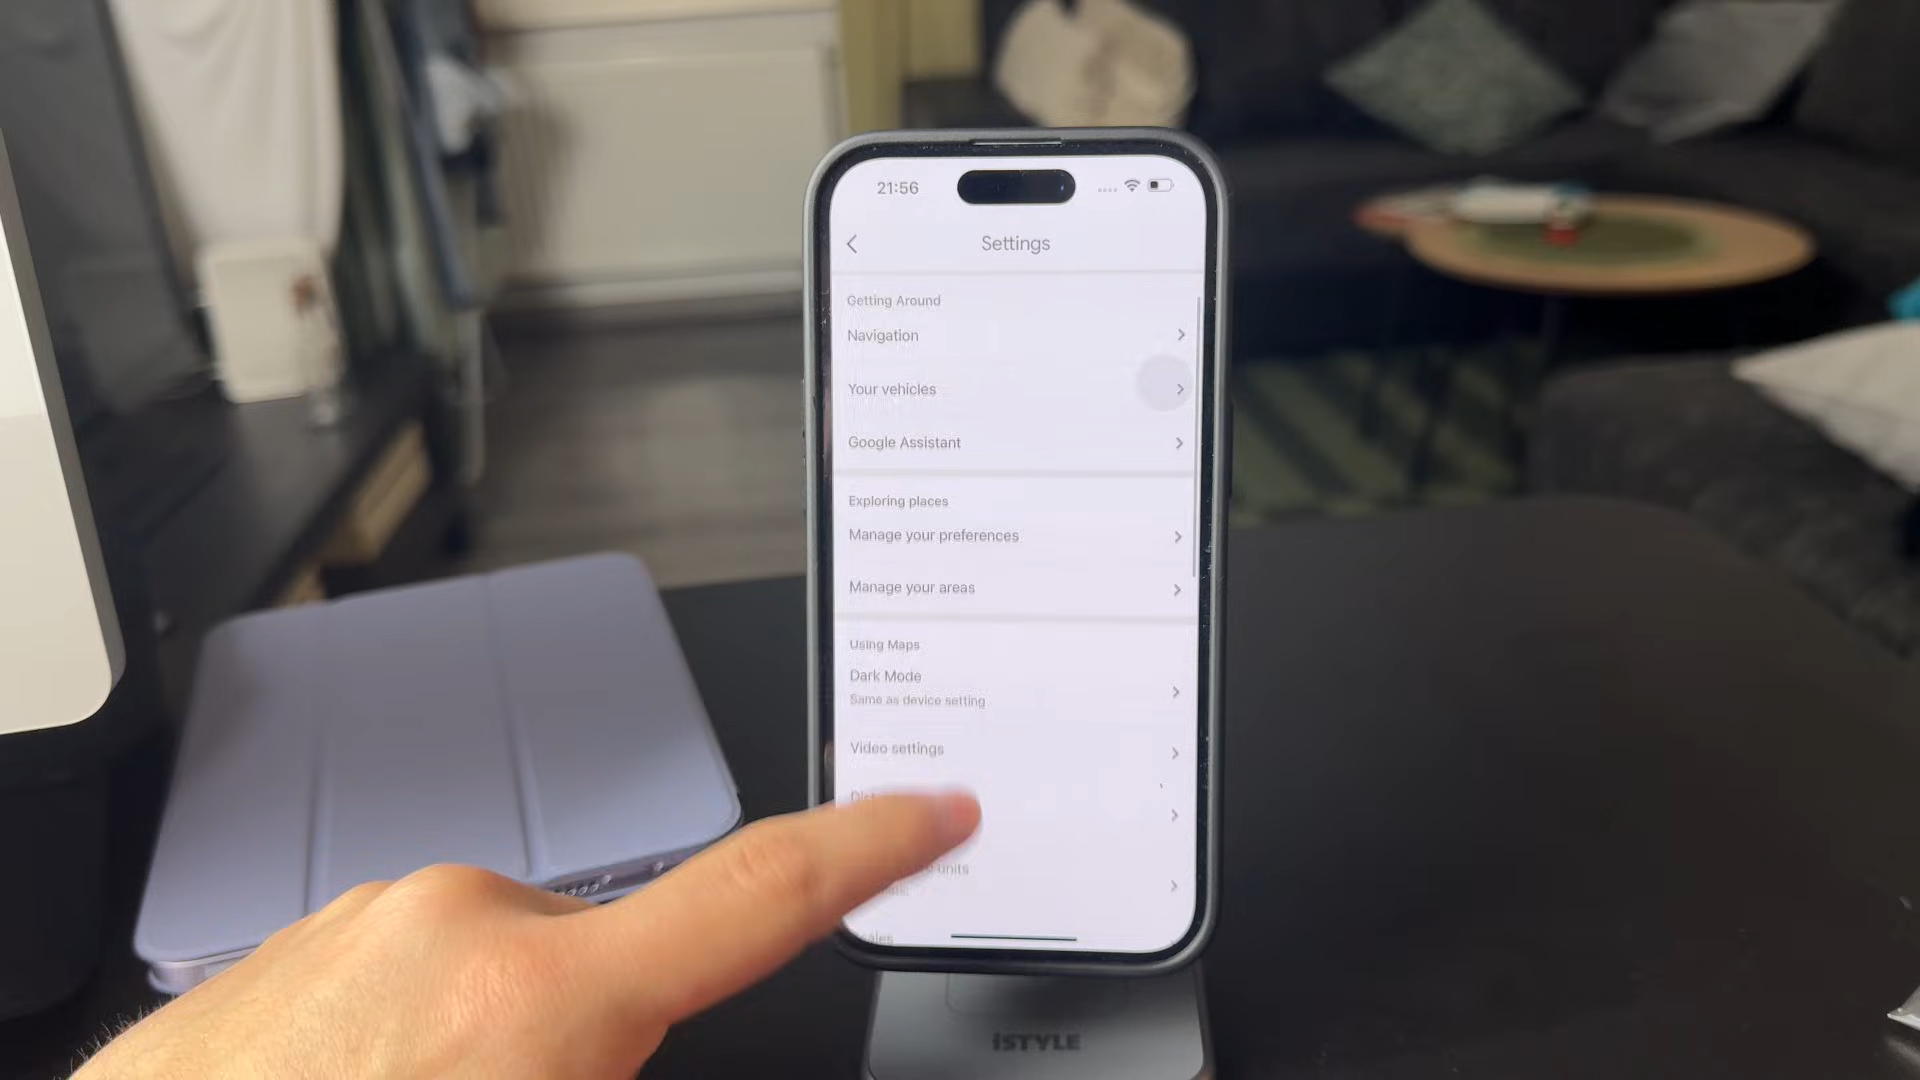 21:56
Settings
Getting Around
Navigation
Your vehicles
Google Assistant
Exploring places
Manage your preferences
Manage your areas
Using Maps
Dark Mode
Same as device setting
Video settings
units
iSTYLE